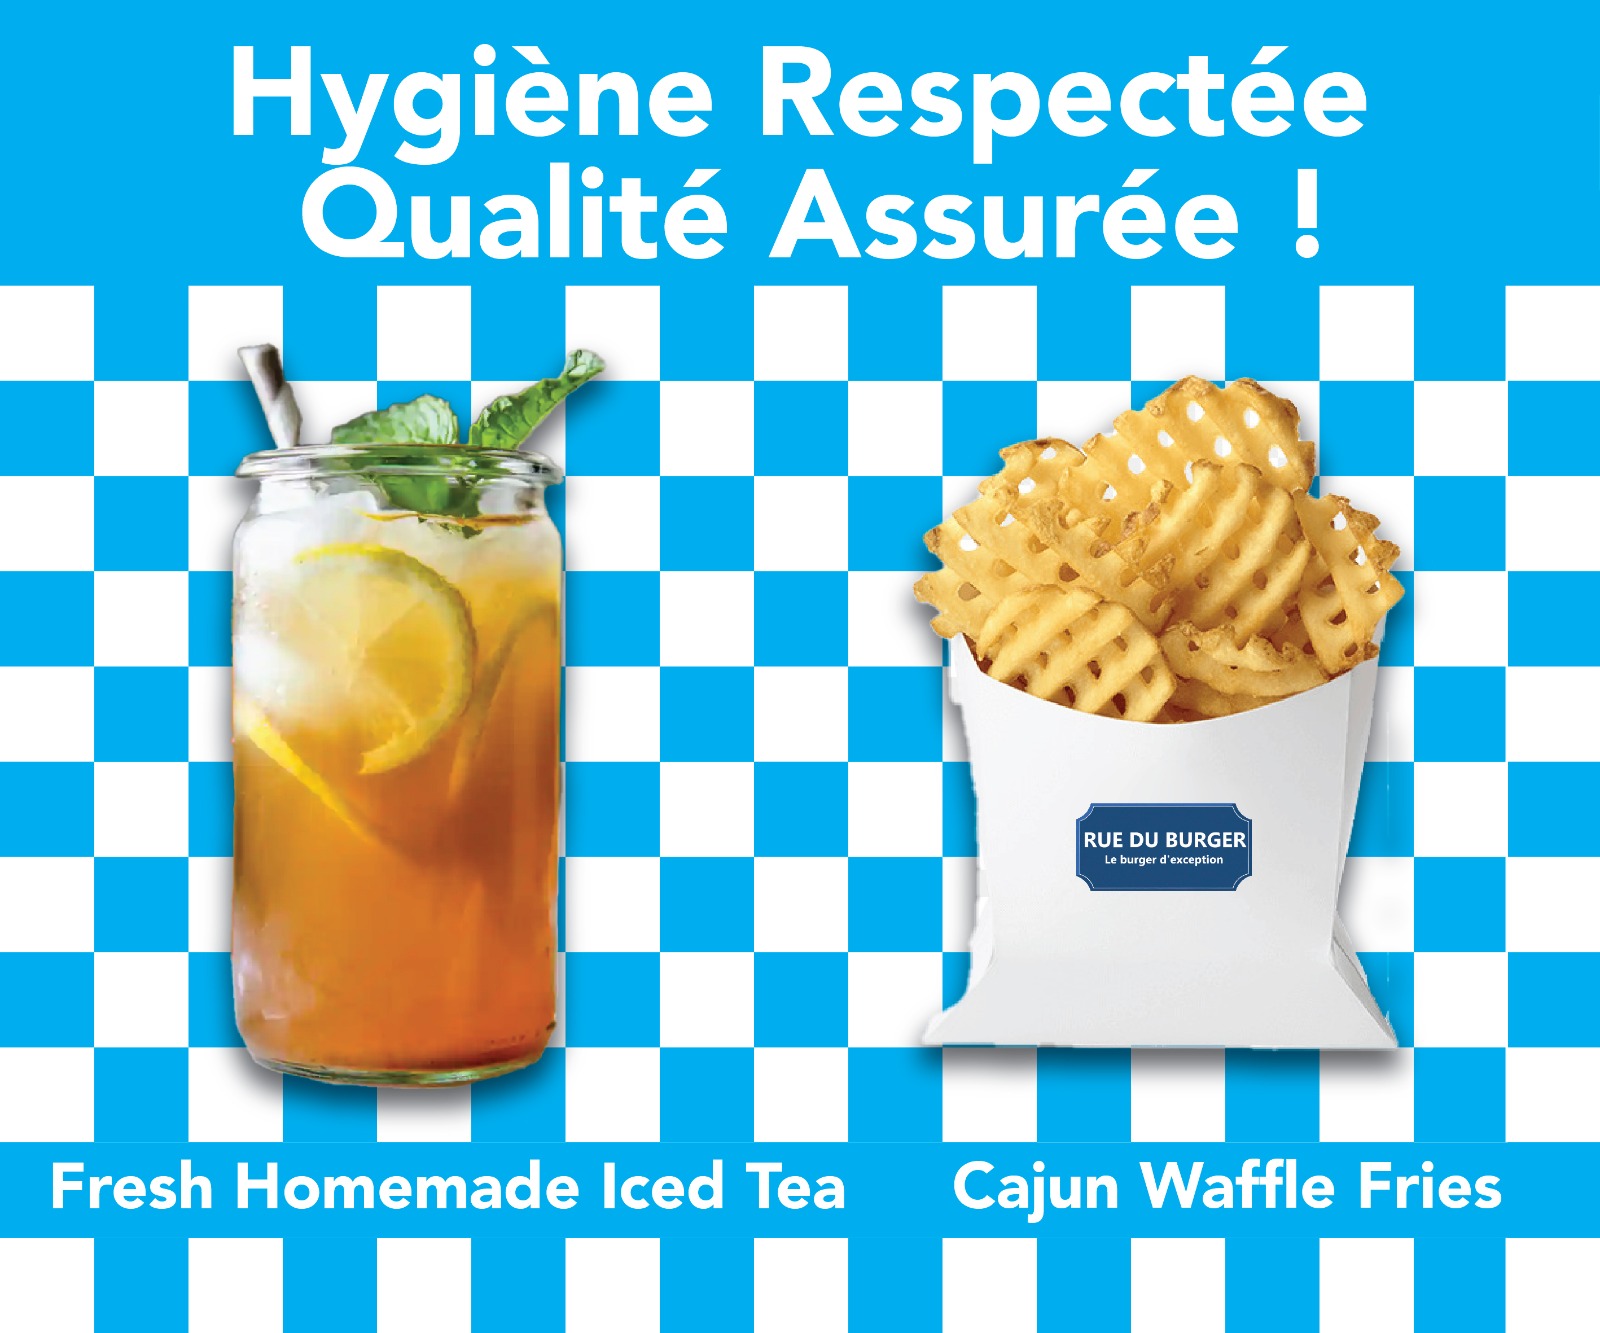 Hygiène Respectée
Qualité Assurée !
RUE DU BURGER
Le burger d'exception
Fresh Homemade Iced Tea
Cajun Waffle Fries